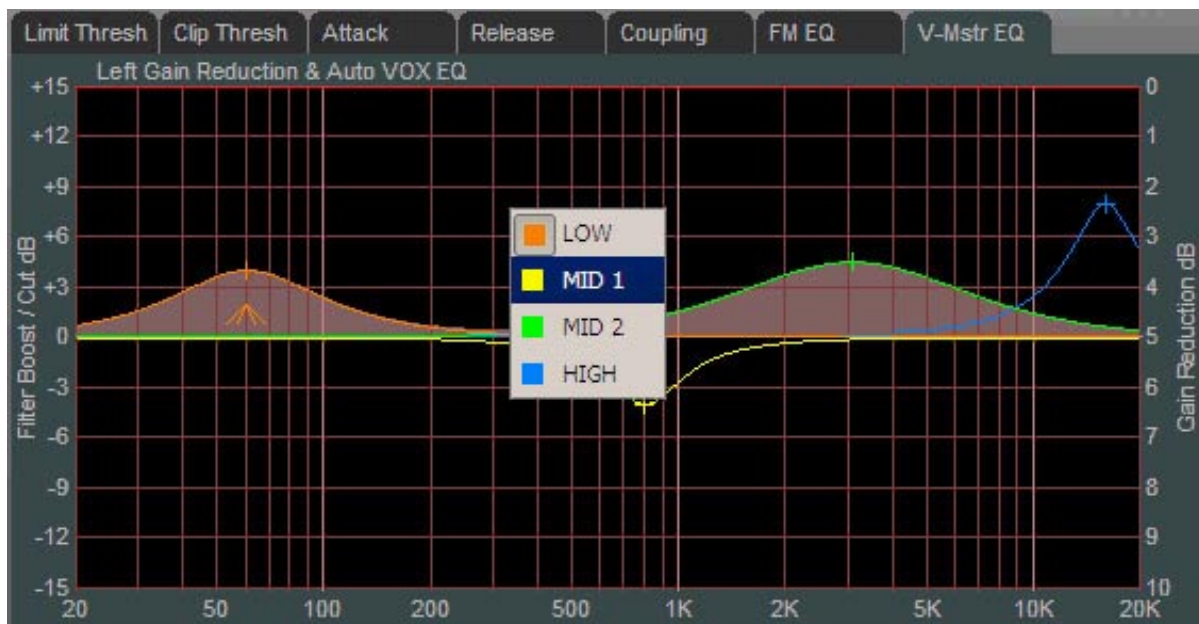 Limit Thresh Clip Thresh Attack Release Coupling FM EQ V-Mstr EQ
Left Gain Reduction & Auto VOX EQ
Filter Boost / Cut dB
+15
+12
+9
+6
+3
0
-3
-6
-9
-12
-15
LOW
MID 1
MID 2
HIGH
0
1
2
3
4
5
6
7
8
9
10
Gain Reduction dB
20 50 100 200 500 1K 2K 5K 10K 20K